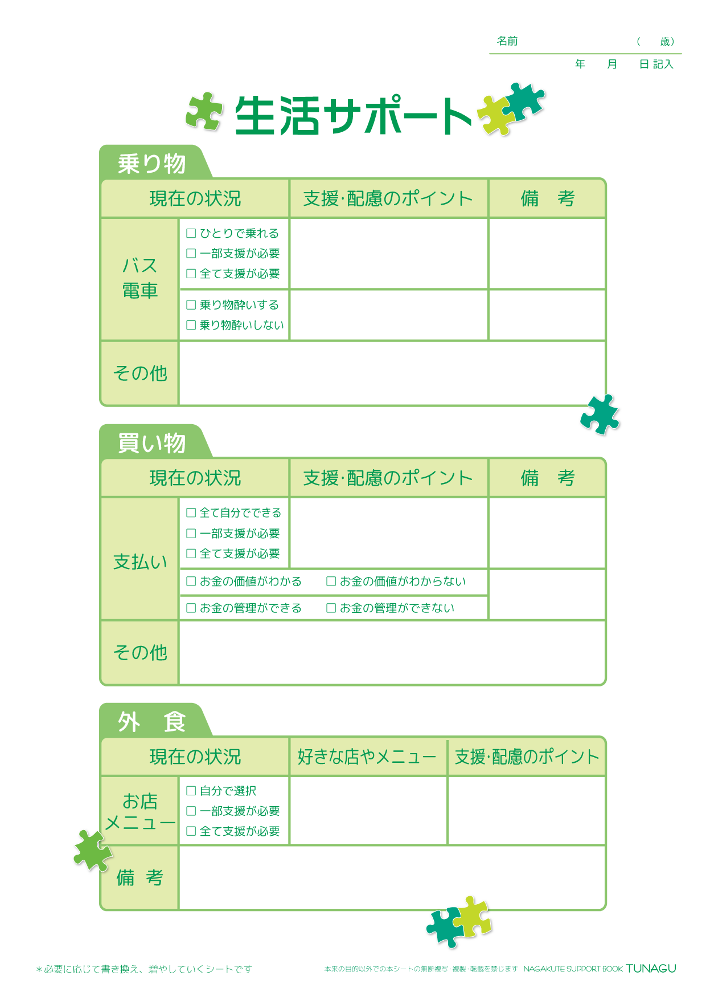 名前　　　　　　　　　　　（　　歳）
年　　月　　日 記入
生活サポート
乗り物
現在の状況　支援・配慮のポイント　備　考
バス
電車
□ ひとりで乗れる
□ 一部支援が必要
□ 全て支援が必要
□ 乗り物酔いする
□ 乗り物酔いしない
その他
買い物
現在の状況　支援・配慮のポイント　備　考
支払い
□ 全て自分でできる
□ 一部支援が必要
□ 全て支援が必要
□ お金の価値がわかる　□ お金の価値がわからない
□ お金の管理ができる　□ お金の管理ができない
その他
外　食
現在の状況　好きな店やメニュー　支援・配慮のポイント
お店
メニュー
□ 自分で選択
□ 一部支援が必要
□ 全て支援が必要
備 考
＊必要に応じて書き換え、増やしていくシートです
本来の目的以外での本シートの無断複写・複製・転載を禁じます　NAGAKUTE SUPPORT BOOK TUNAGU